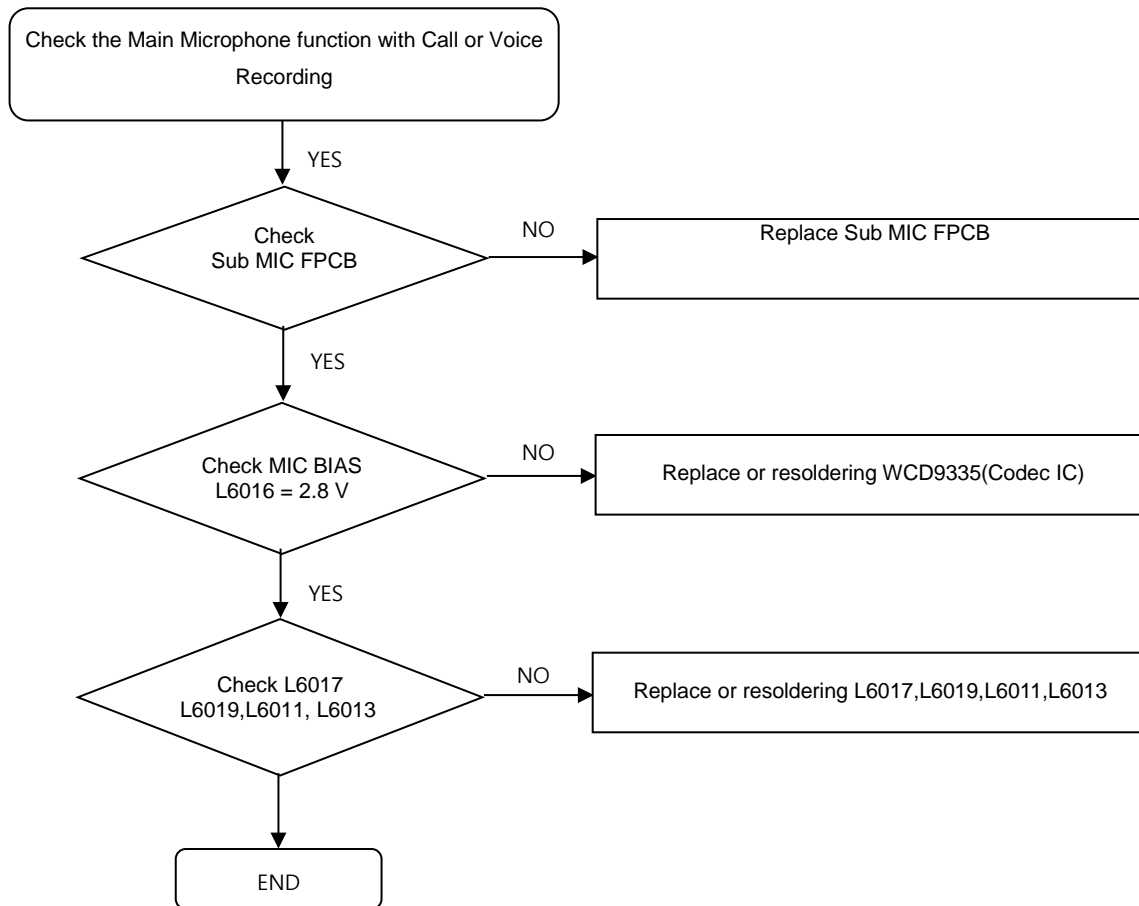 Check the Main Microphone function with Call or Voice
Recording
YES
Check
Sub MIC FPCB
NO
Replace Sub MIC FPCB
YES
Check MIC BIAS
L6016 = 2.8 V
NO
Replace or resoldering WCD9335(Codec IC)
YES
Check L6017
L6019,L6011, L6013
NO
Replace or resoldering L6017,L6019,L6011,L6013
END